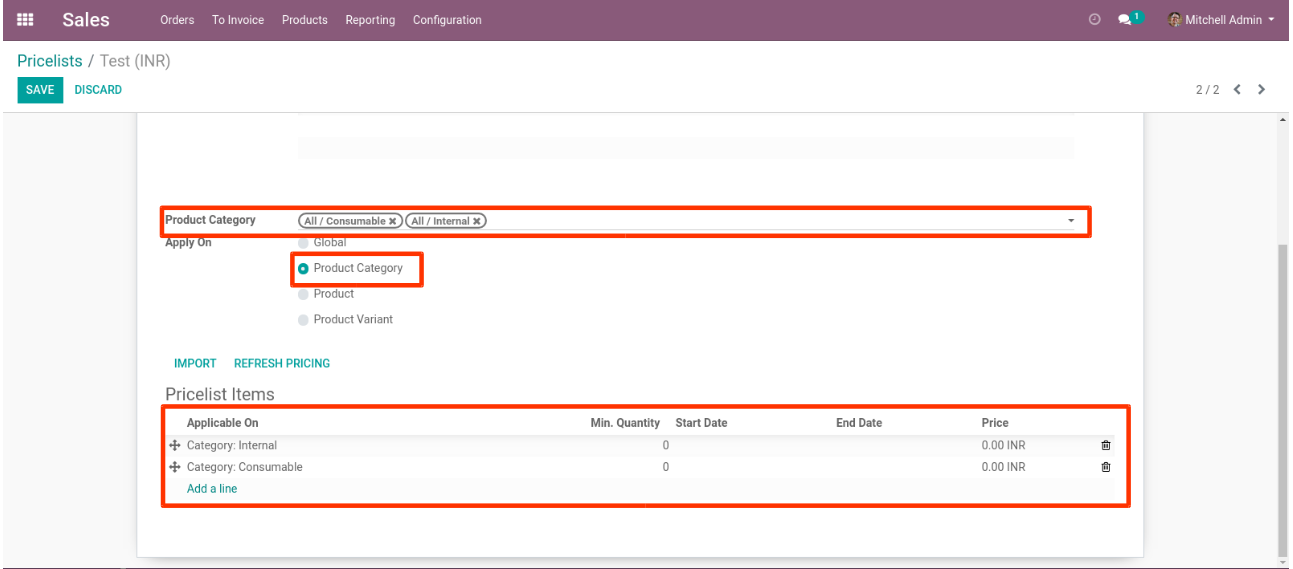 Sales Orders To Invoice Products Reporting Configuration 1 Mitchell Admin
Pricelists / Test (INR)
SAVE DISCARD 2 / 2
Product Category All / Consumable All / Internal
Apply On Global
Product Category
Product
Product Variant
IMPORT REFRESH PRICING
Pricelist Items
Applicable On Min. Quantity Start Date End Date Price
Category: Internal 0 0.00 INR
Category: Consumable 0 0.00 INR
Add a line